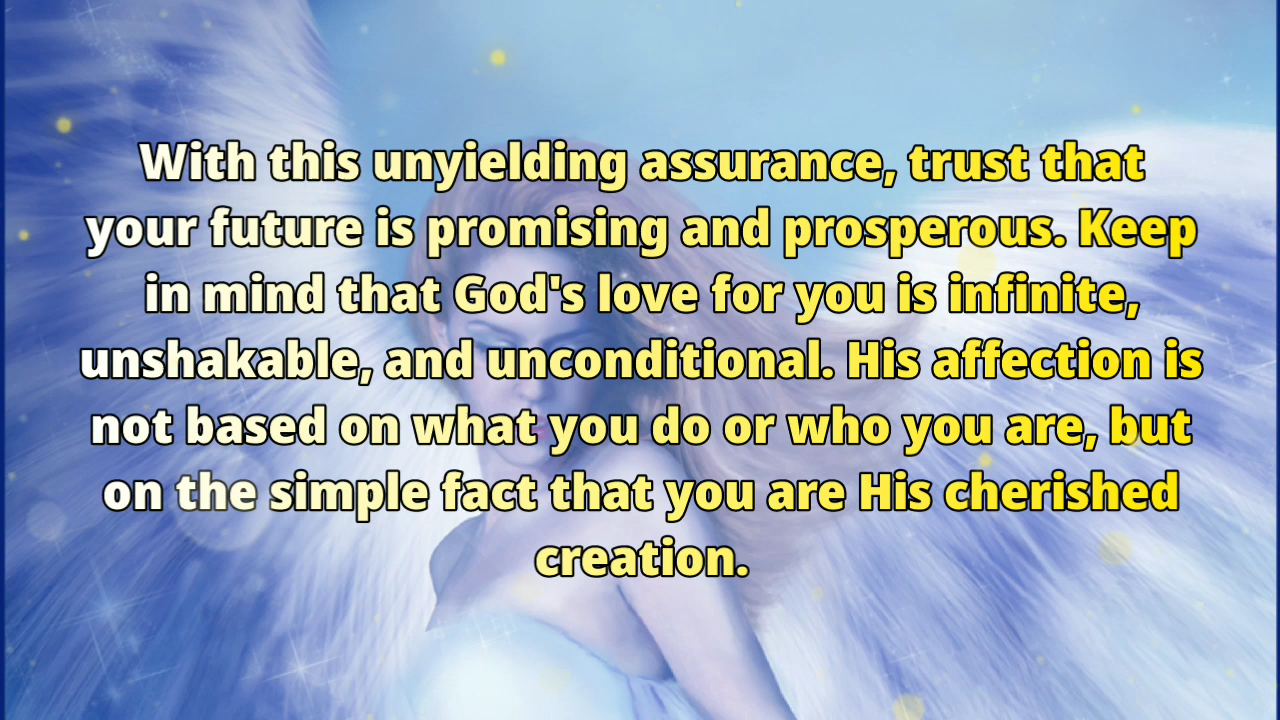 With this unyielding assurance, trust that
your future is promising and prosperous. Keep
in mind that God's love for you is infinite,
unshakable, and unconditional. His affection is
not based on what you do or who you are, but
on the simple fact that you are His cherished
creation.